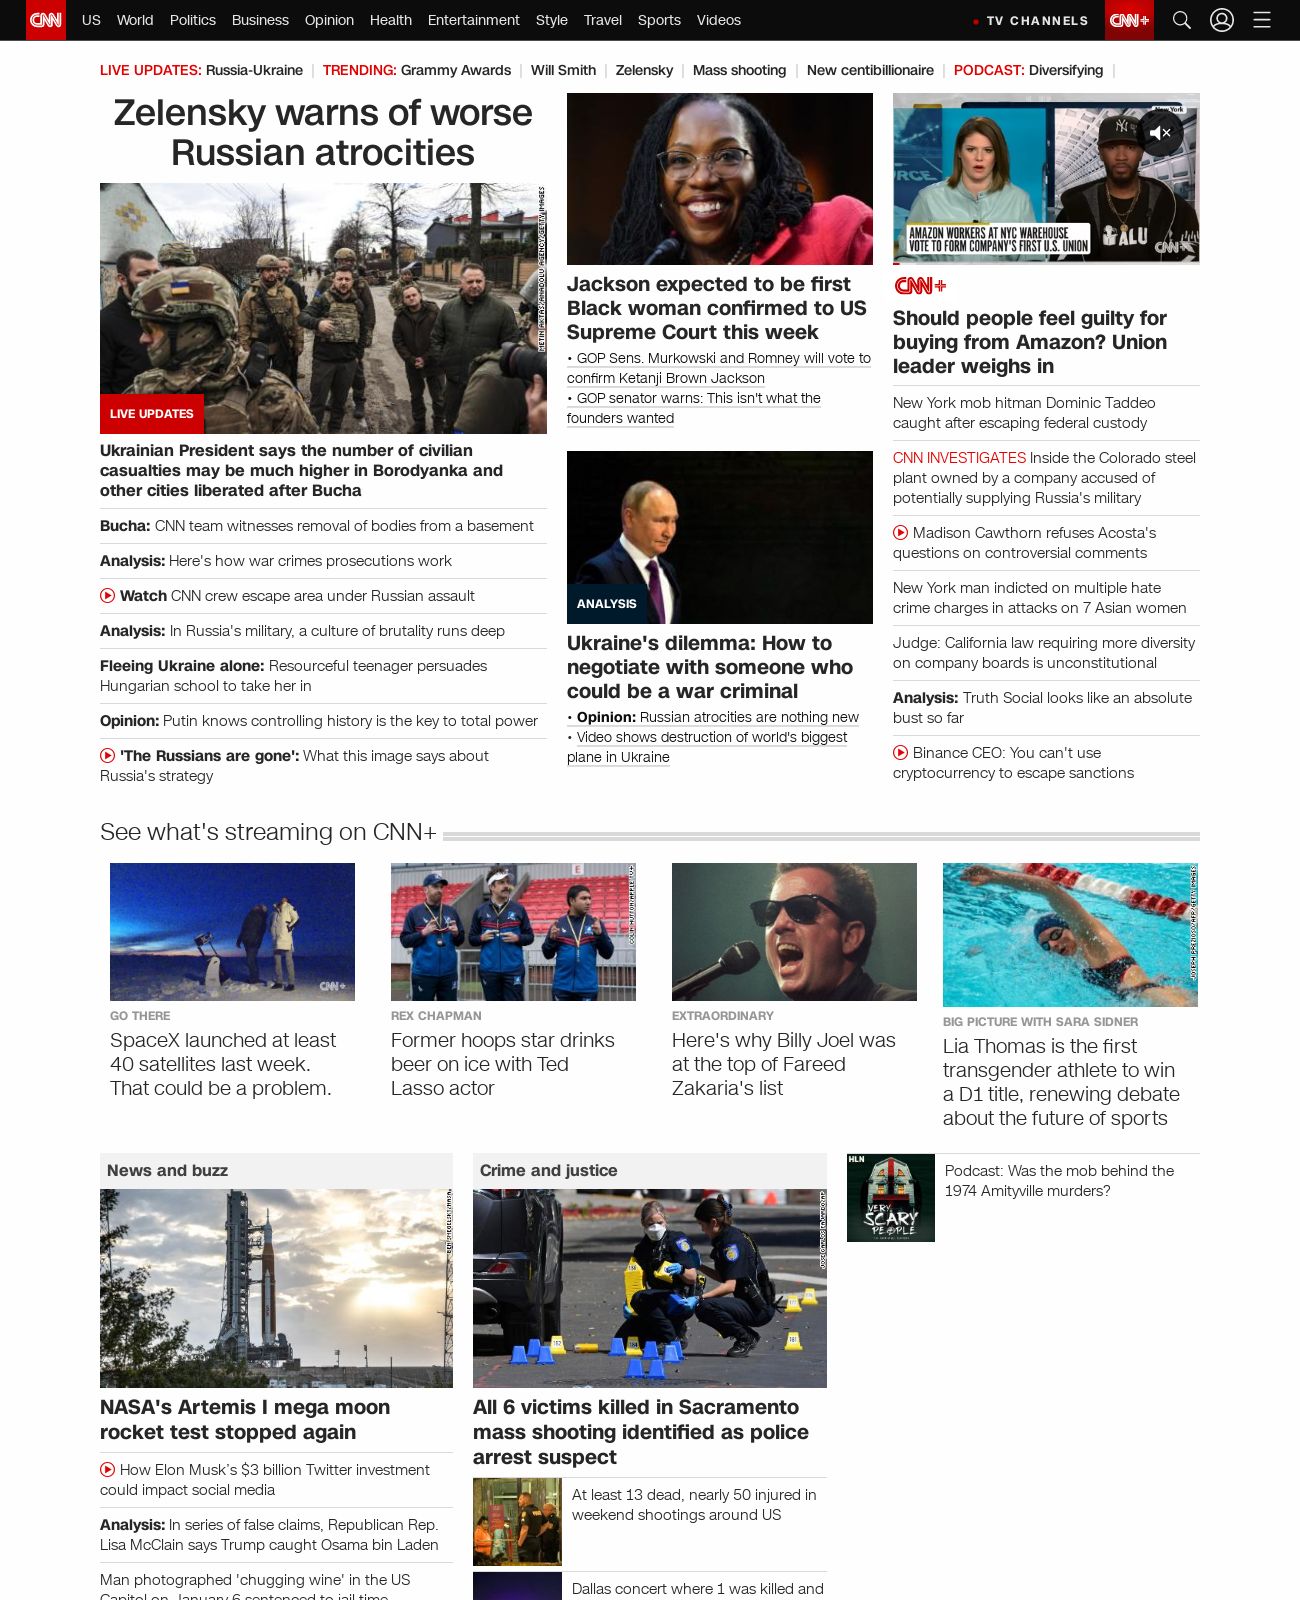 CNN US World Politics Business Opinion Health Entertainment Style Travel Sports Videos TV CHANNELS CNN+
LIVE UPDATES: Russia-Ukraine TRENDING: Grammy Awards Will Smith Zelensky Mass shooting New centibillionaire PODCAST: Diversifying
Zelensky warns of worse
Russian atrocities
METIN AKTAS/ANADOLU AGENCY/GETTY IMAGES
LIVE UPDATES
Ukrainian President says the number of civilian
casualties may be much higher in Borodyanka and
other cities liberated after Bucha
Bucha: CNN team witnesses removal of bodies from a basement
Analysis: Here's how war crimes prosecutions work
Watch CNN crew escape area under Russian assault
Analysis: In Russia's military, a culture of brutality runs deep
Fleeing Ukraine alone: Resourceful teenager persuades
Hungarian school to take her in
Opinion: Putin knows controlling history is the key to total power
'The Russians are gone': What this image says about
Russia's strategy
Jackson expected to be first
Black woman confirmed to US
Supreme Court this week
• GOP Sens. Murkowski and Romney will vote to
confirm Ketanji Brown Jackson
• GOP senator warns: This isn't what the
founders wanted
ANALYSIS
Ukraine's dilemma: How to
negotiate with someone who
could be a war criminal
• Opinion: Russian atrocities are nothing new
• Video shows destruction of world's biggest
plane in Ukraine
New York
AMAZON WORKERS AT NYC WAREHOUSE
VOTE TO FORM COMPANY'S FIRST U.S. UNION
ALU
CNN+
CNN+
Should people feel guilty for
buying from Amazon? Union
leader weighs in
New York mob hitman Dominic Taddeo
caught after escaping federal custody
CNN INVESTIGATES Inside the Colorado steel
plant owned by a company accused of
potentially supplying Russia's military
Madison Cawthorn refuses Acosta's
questions on controversial comments
New York man indicted on multiple hate
crime charges in attacks on 7 Asian women
Judge: California law requiring more diversity
on company boards is unconstitutional
Analysis: Truth Social looks like an absolute
bust so far
Binance CEO: You can't use
cryptocurrency to escape sanctions
See what's streaming on CNN+
CNN+
GO THERE
SpaceX launched at least
40 satellites last week.
That could be a problem.
E
COLIN HUTTON/APPLE TV+
REX CHAPMAN
Former hoops star drinks
beer on ice with Ted
Lasso actor
EXTRAORDINARY
Here's why Billy Joel was
at the top of Fareed
Zakaria's list
JOSEPH PREZIOSO/AFP/GETTY IMAGES
BIG PICTURE WITH SARA SIDNER
Lia Thomas is the first
transgender athlete to win
a D1 title, renewing debate
about the future of sports
News and buzz
NASA's Artemis I mega moon
rocket test stopped again
How Elon Musk's $3 billion Twitter investment
could impact social media
Analysis: In series of false claims, Republican Rep.
Lisa McClain says Trump caught Osama bin Laden
Man photographed 'chugging wine' in the US
Capitol on January 6 sentenced to jail time
Crime and justice
All 6 victims killed in Sacramento
mass shooting identified as police
arrest suspect
At least 13 dead, nearly 50 injured in
weekend shootings around US
Dallas concert where 1 was killed and
HLN
VERY
SCARY
PEOPLE
Podcast: Was the mob behind the
1974 Amityville murders?